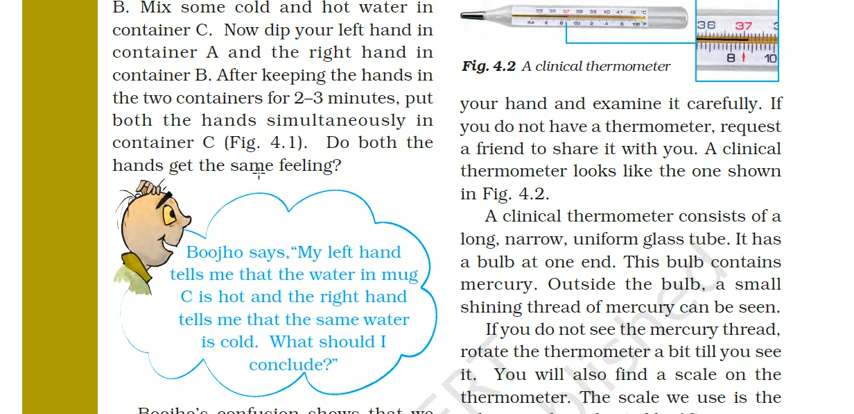 B. Mix some cold and hot water in
container C. Now dip your left hand in
container A and the right hand in
container B. After keeping the hands in
the two containers for 2–3 minutes, put
both the hands simultaneously in
container C (Fig. 4.1). Do both the
hands get the same feeling?
Boojho says,“My left hand
tells me that the water in mug
C is hot and the right hand
tells me that the same water
is cold. What should I
conclude?”
35 36 37 38 39 40 41 42 °C
36 37
8 10
Fig. 4.2 A clinical thermometer
your hand and examine it carefully. If
you do not have a thermometer, request
a friend to share it with you. A clinical
thermometer looks like the one shown
in Fig. 4.2.
A clinical thermometer consists of a
long, narrow, uniform glass tube. It has
a bulb at one end. This bulb contains
mercury. Outside the bulb, a small
shining thread of mercury can be seen.
If you do not see the mercury thread,
rotate the thermometer a bit till you see
it. You will also find a scale on the
thermometer. The scale we use is the